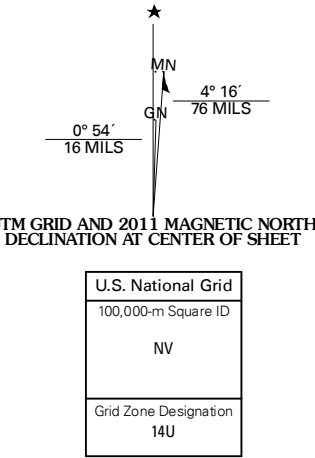 MN
4° 16´
76 MILS
GN
0° 54´
16 MILS
UTM GRID AND 2011 MAGNETIC NORTH
DECLINATION AT CENTER OF SHEET
U.S. National Grid
100,000-m Square ID
NV
Grid Zone Designation
14U